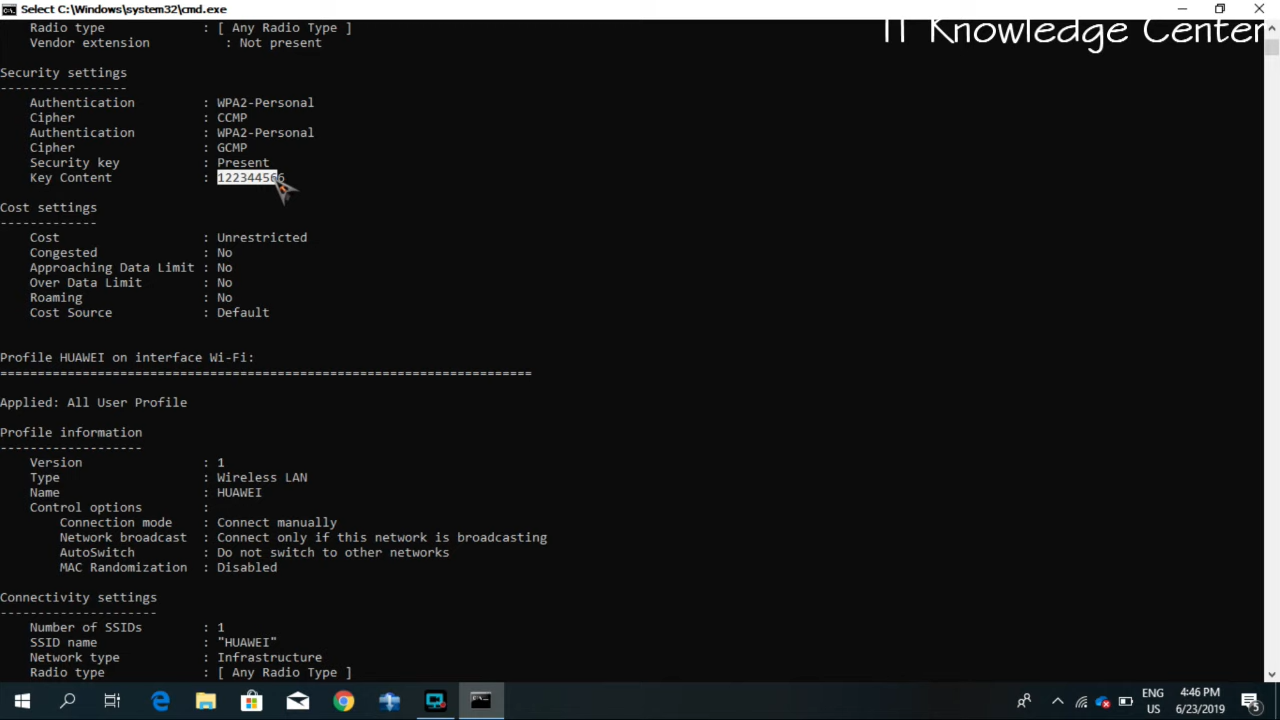 Select C:\Windows\system32\cmd.exe
IT Knowledge Center
Radio type : [ Any Radio Type ]
Vendor extension : Not present
Security settings
-----------------
Authentication : WPA2-Personal
Cipher : CCMP
Authentication : WPA2-Personal
Cipher : GCMP
Security key : Present
Key Content : 122344566
Cost settings
-------------
Cost : Unrestricted
Congested : No
Approaching Data Limit : No
Over Data Limit : No
Roaming : No
Cost Source : Default
Profile HUAWEI on interface Wi-Fi:
=======================================================================
Applied: All User Profile
Profile information
-------------------
Version : 1
Type : Wireless LAN
Name : HUAWEI
Control options :
Connection mode : Connect manually
Network broadcast : Connect only if this network is broadcasting
AutoSwitch : Do not switch to other networks
MAC Randomization : Disabled
Connectivity settings
---------------------
Number of SSIDs : 1
SSID name : "HUAWEI"
Network type : Infrastructure
Radio type : [ Any Radio Type ]
ENG
US
4:46 PM
6/23/2019
5